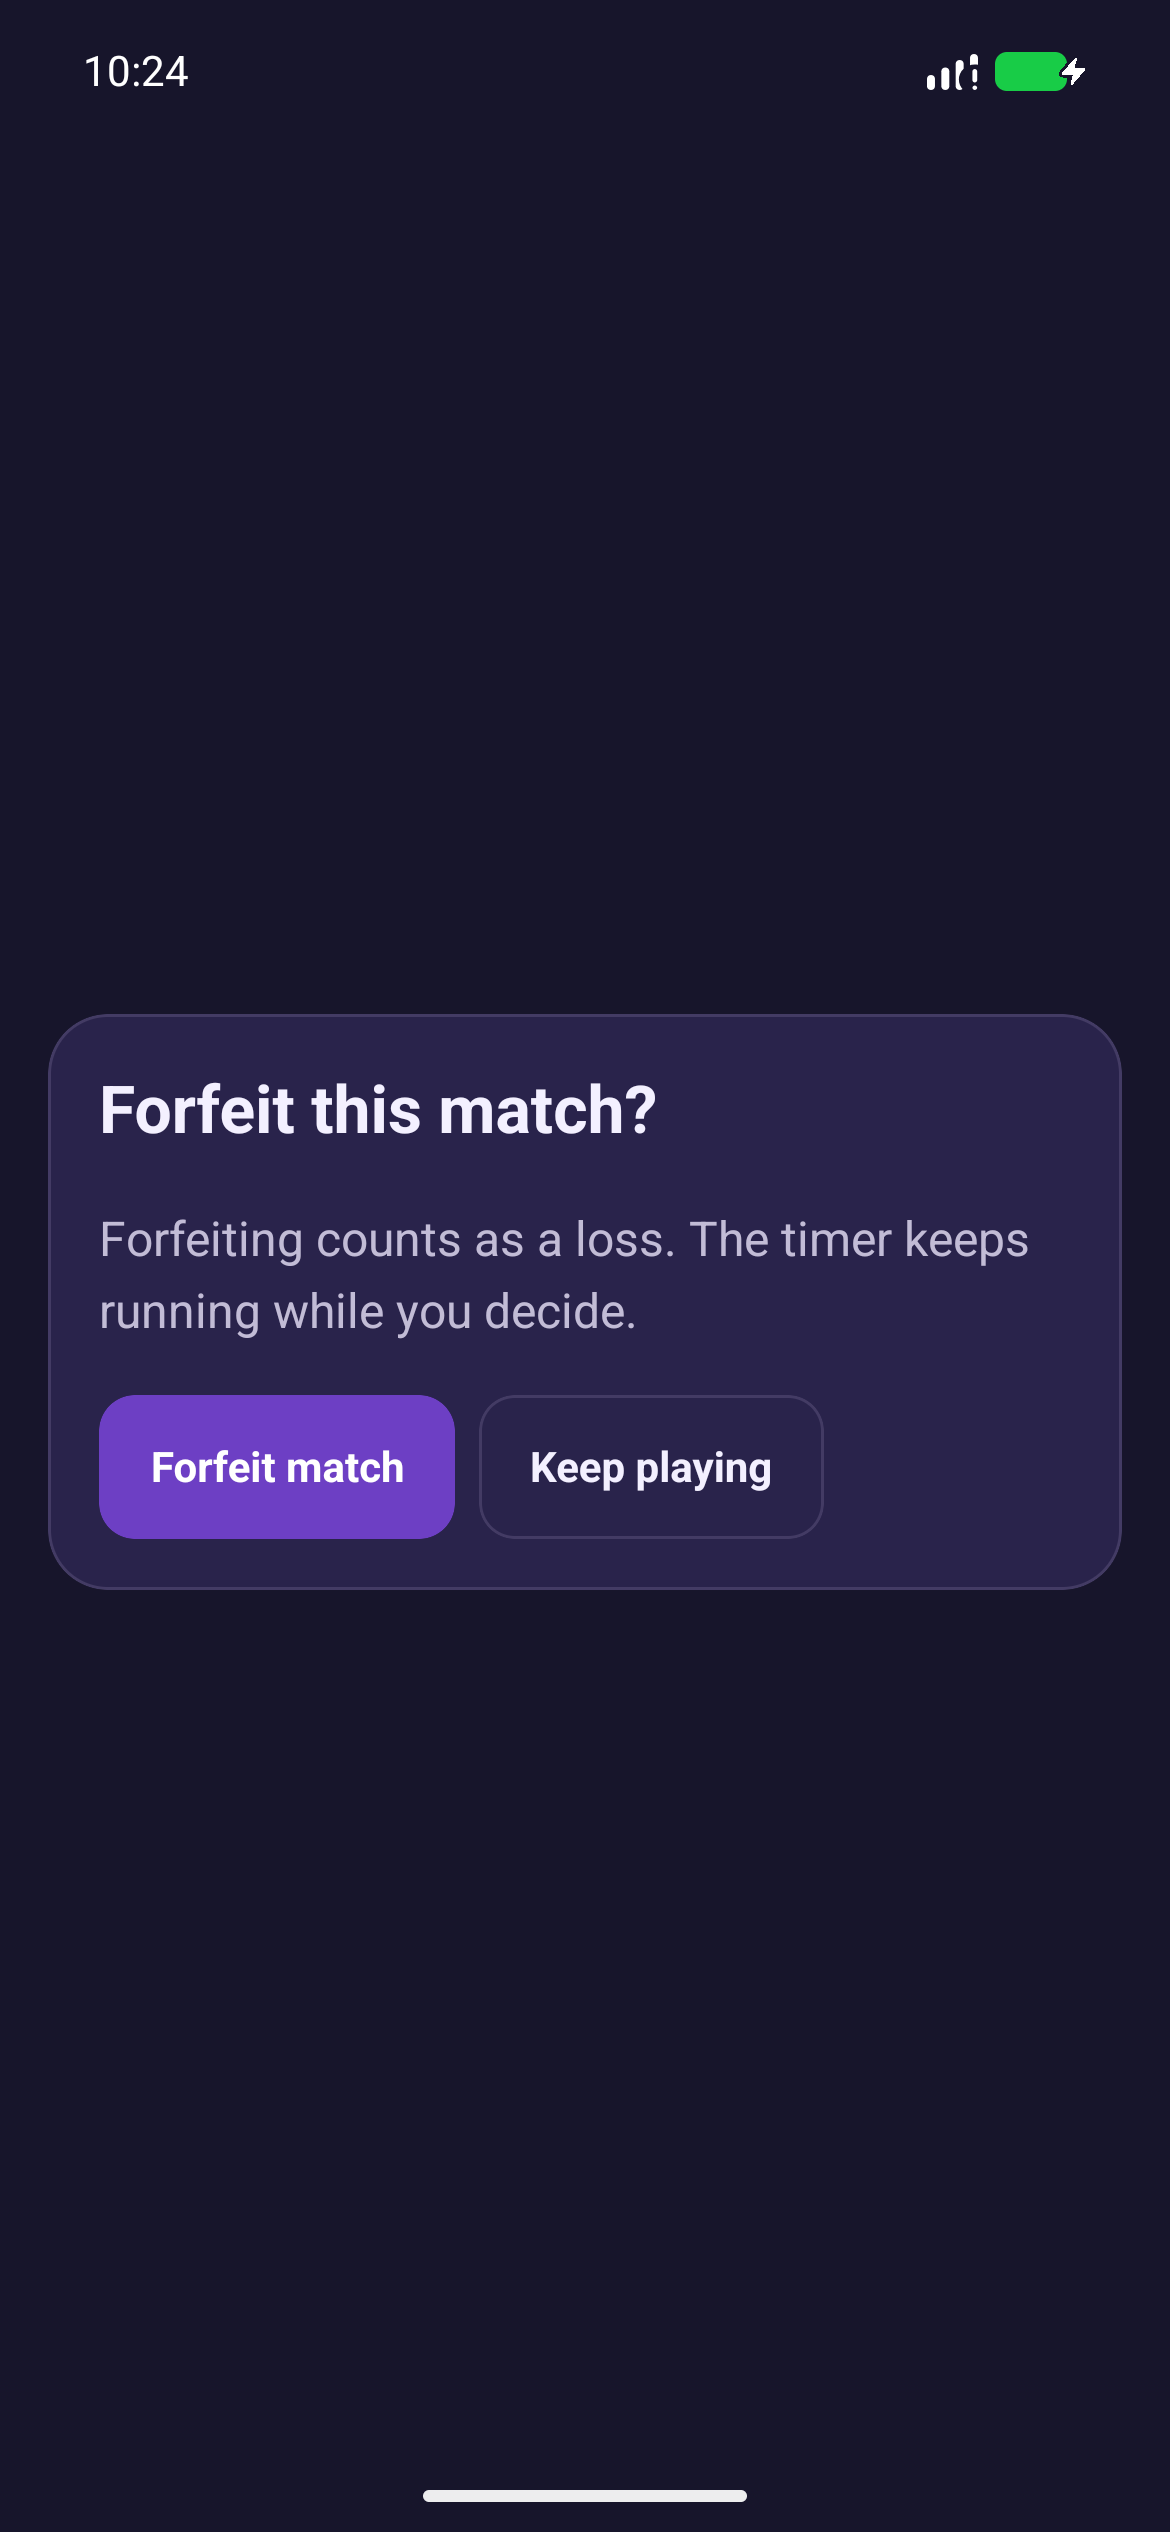 10:24
Forfeit this match?
Forfeiting counts as a loss. The timer keeps
running while you decide.
Forfeit match
Keep playing